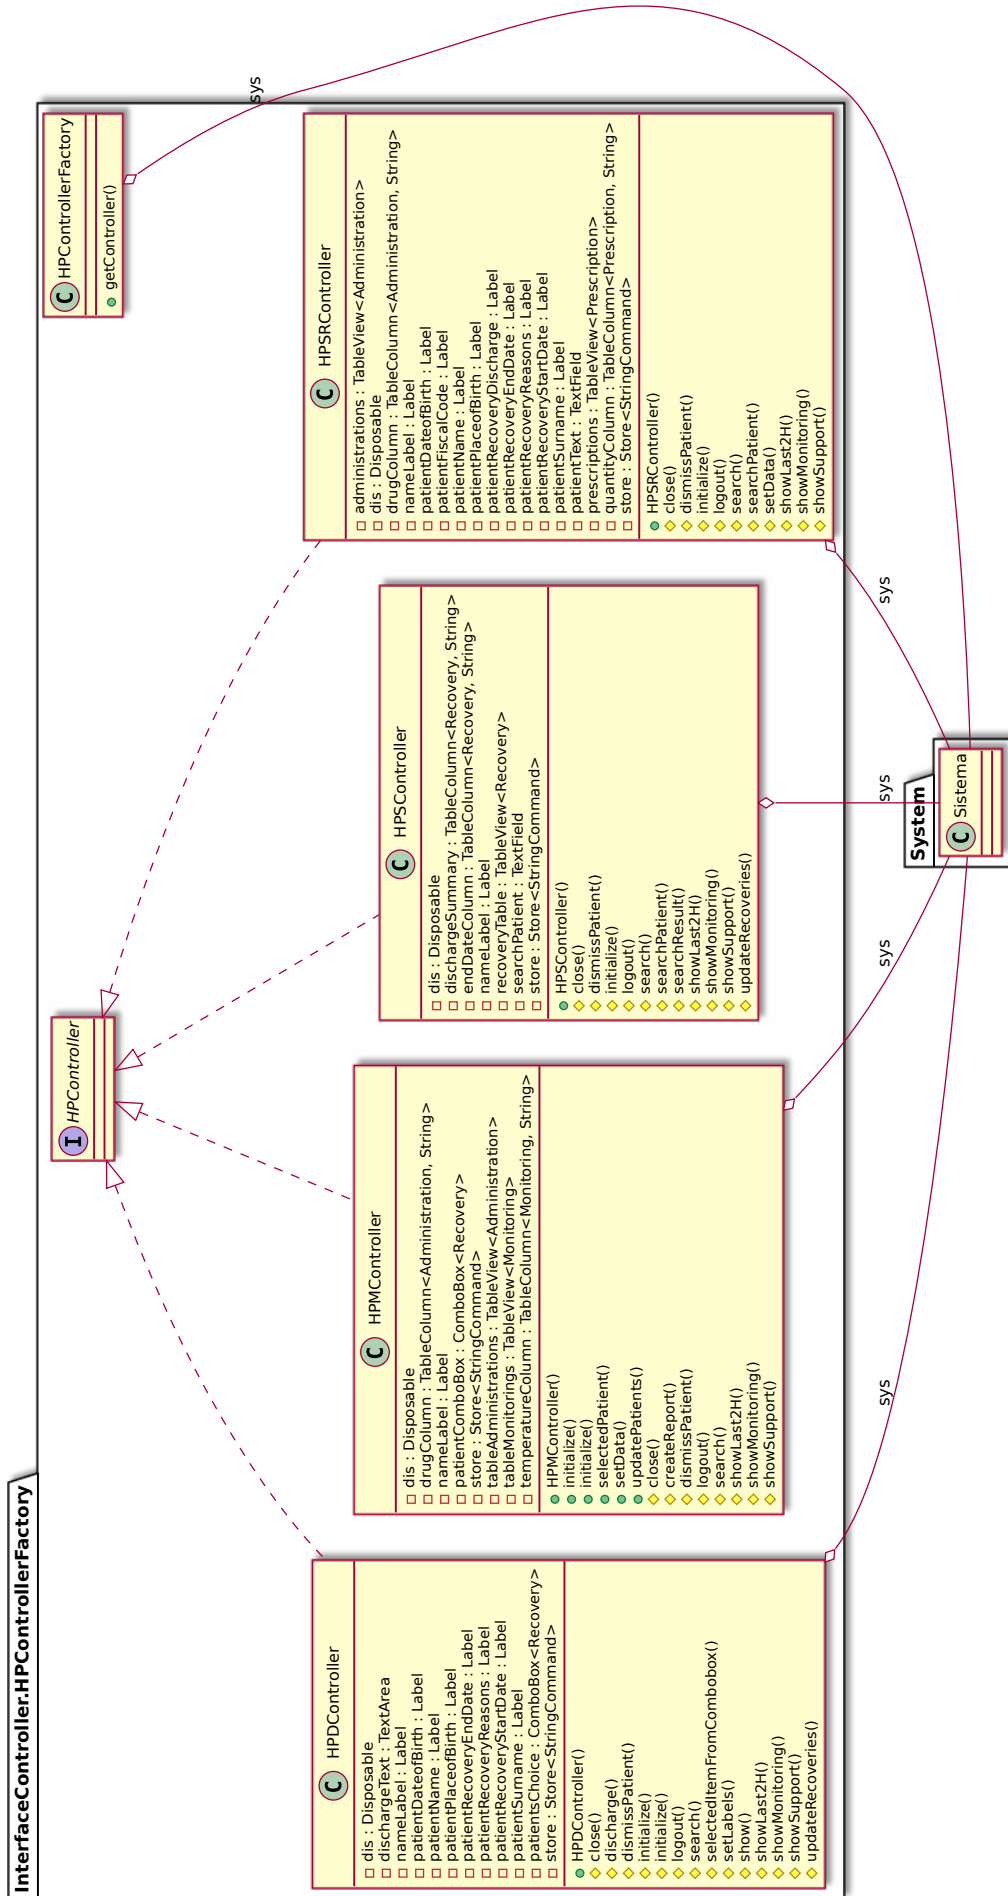 InterfaceController.HPControllerFactory
System
HPDController
dis : Disposable
dischargeText : TextArea
nameLabel : Label
patientDateofBirth : Label
patientName : Label
patientPlaceofBirth : Label
patientRecoveryEndDate : Label
patientRecoveryReasons : Label
patientRecoveryStartDate : Label
patientSurname : Label
patientsChoice : ComboBox<Recovery>
store : Store<StringCommand>
HPDController()
close()
discharge()
dismissPatient()
initialize()
initialize()
logout()
search()
selectedItemFromCombobox()
setLabels()
show()
showLast2H()
showMonitoring()
showSupport()
updateRecoveries()
HPController
HPMController
dis : Disposable
drugColumn : TableColumn<Administration, String>
nameLabel : Label
patientComboBox : ComboBox<Recovery>
store : Store<StringCommand>
tableAdministrations : TableView<Administration>
tableMonitorings : TableView<Monitoring>
temperatureColumn : TableColumn<Monitoring, String>
HPMController()
initialize()
initialize()
selectedPatient()
setData()
updatePatients()
close()
createReport()
dismissPatient()
logout()
search()
showLast2H()
showMonitoring()
showSupport()
HPSController
dis : Disposable
dischargeSummary : TableColumn<Recovery, String>
endDateColumn : TableColumn<Recovery, String>
nameLabel : Label
recoveryTable : TableView<Recovery>
searchPatient : TextField
store : Store<StringCommand>
HPSController()
close()
dismissPatient()
initialize()
logout()
search()
searchPatient()
searchResult()
showLast2H()
showMonitoring()
showSupport()
updateRecoveries()
HPSRController
administrations : TableView<Administration>
dis : Disposable
drugColumn : TableColumn<Administration, String>
nameLabel : Label
patientDateofBirth : Label
patientFiscalCode : Label
patientName : Label
patientPlaceofBirth : Label
patientRecoveryDischarge : Label
patientRecoveryEndDate : Label
patientRecoveryReasons : Label
patientRecoveryStartDate : Label
patientSurname : Label
patientText : TextField
prescriptions : TableView<Prescription>
quantityColumn : TableColumn<Prescription, String>
store : Store<StringCommand>
HPSRController()
close()
dismissPatient()
initialize()
logout()
search()
searchPatient()
setData()
showLast2H()
showMonitoring()
showSupport()
HPControllerFactory
getController()
Sistema
sys
sys
sys
sys
sys
C
I
C
C
C
C
C